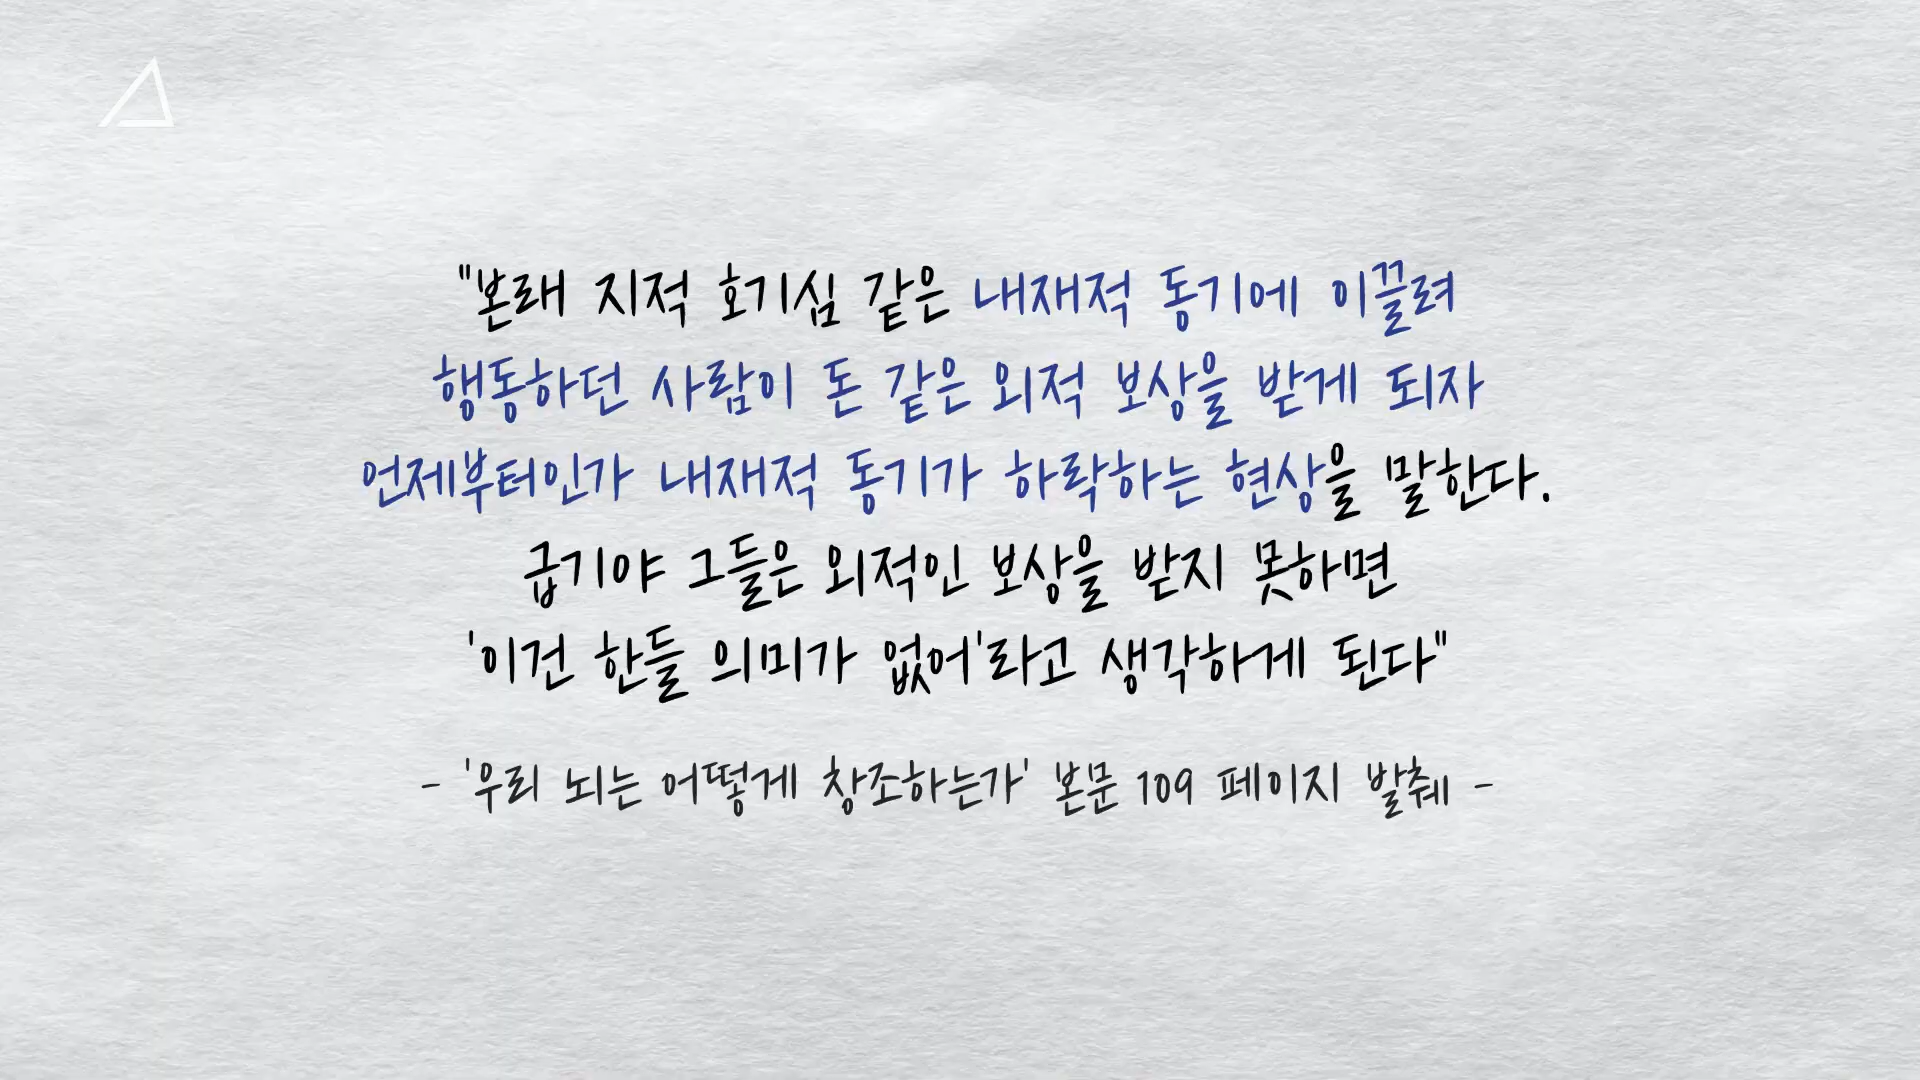 "본래 지적 호기심 같은 내재적 동기에 이끌려
행동하던 사람이 돈 같은 외적 보상을 받게 되자
언제부터인가 내재적 동기가 하락하는 현상을 말한다.
급기야 그들은 외적인 보상을 받지 못하면
'이건 한들 의미가 없어'라고 생각하게 된다"
- '우리 뇌는 어떻게 창조하는가' 본문 109 페이지 발췌 -